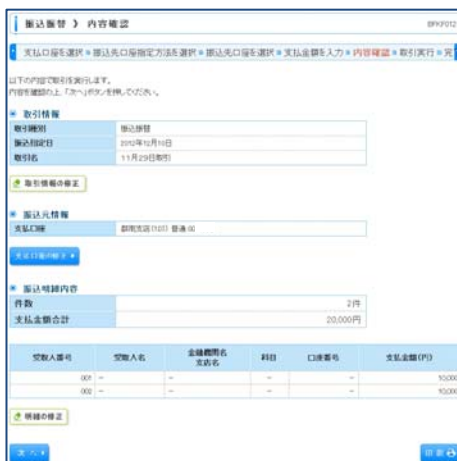 振込振替 》 内容確認
BFKF012
支払口座を選択 » 振込先口座指定方法を選択 » 振込先口座を選択 » 支払金額を入力 » 内容確認 » 取引実行 » 完
以下の内容で取引を実行します。
内容を確認の上、「次へ」ボタンを押してください。
取引情報
取引種別 振込振替
振込指定日 2012年12月10日
取引名 11月29日取引
取引情報の修正
振込元情報
支払口座 (101) 普通
支払口座の修正
振込明細内容
件数 2件
支払金額合計 20,000円
受取人番号 受取人名 金融機関名 支店名 科目 口座番号 支払金額(円)
001 - - - - 10,000
002 - - - - 10,000
明細の修正
次へ
印刷